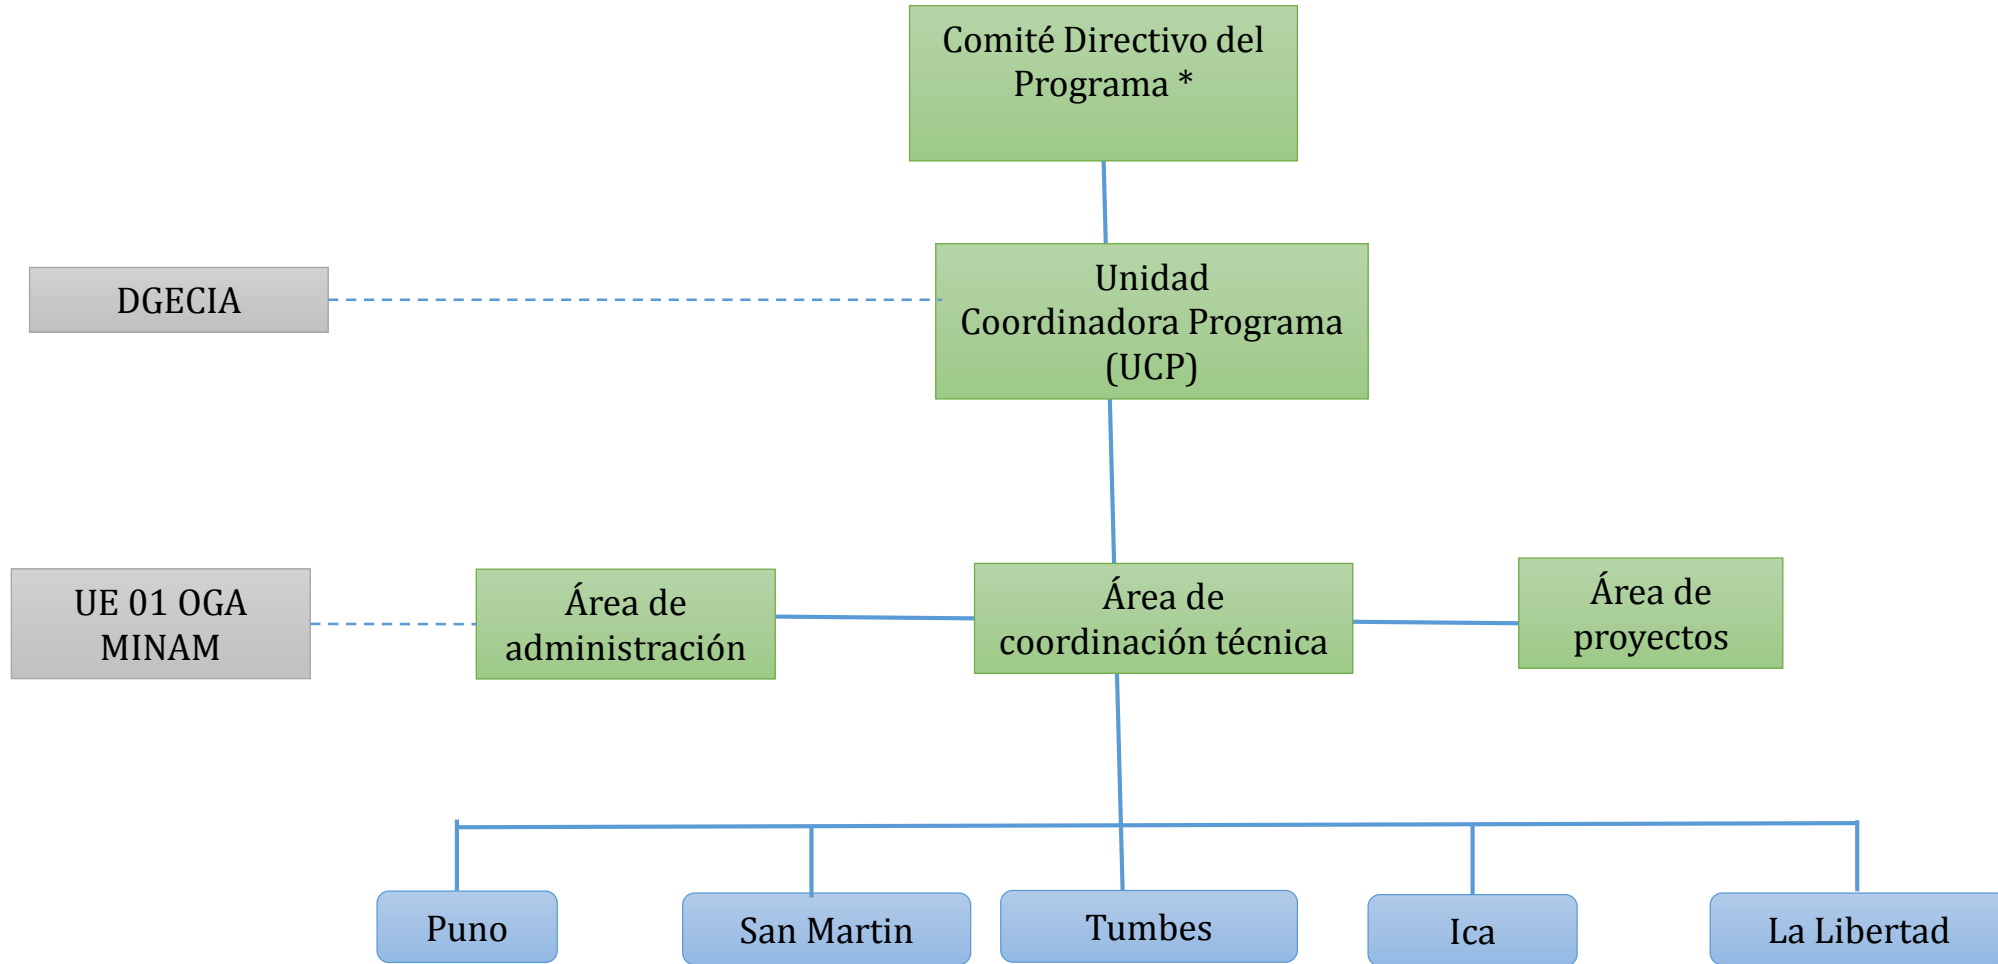 Comité Directivo del
Programa *
DGECIA
Unidad
Coordinadora Programa
(UCP)
UE 01 OGA
MINAM
Área de
administración
Área de
coordinación técnica
Área de
proyectos
Puno
San Martin
Tumbes
Ica
La Libertad